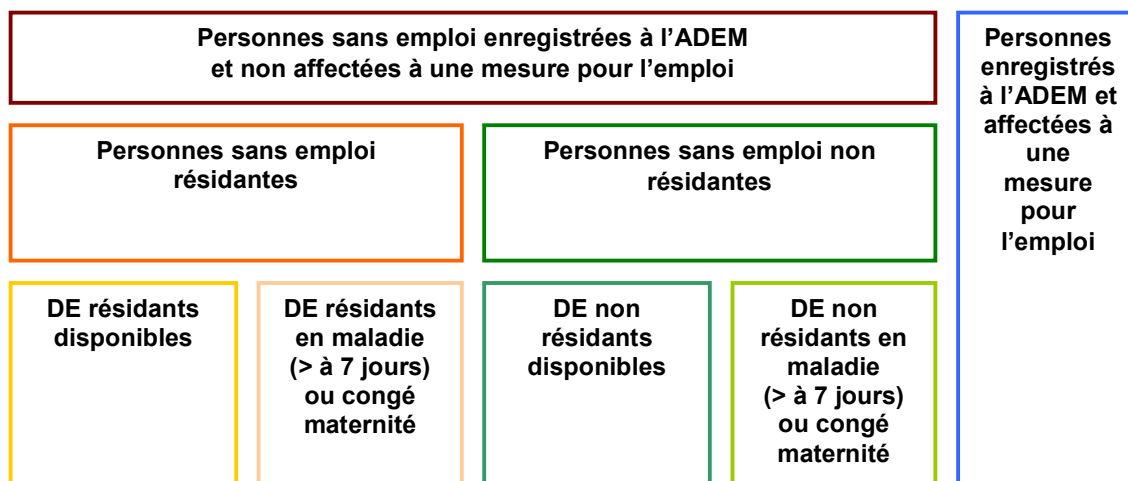 Personnes sans emploi enregistrées à l’ADEM
et non affectées à une mesure pour l’emploi
Personnes
enregistrés
à l’ADEM et
affectées à
une
mesure
pour
l’emploi
Personnes sans emploi
résidantes
Personnes sans emploi non
résidantes
DE résidants
disponibles
DE résidants
en maladie
(> à 7 jours)
ou congé
maternité
DE non
résidants
disponibles
DE non
résidants en
maladie
(> à 7 jours)
ou congé
maternité